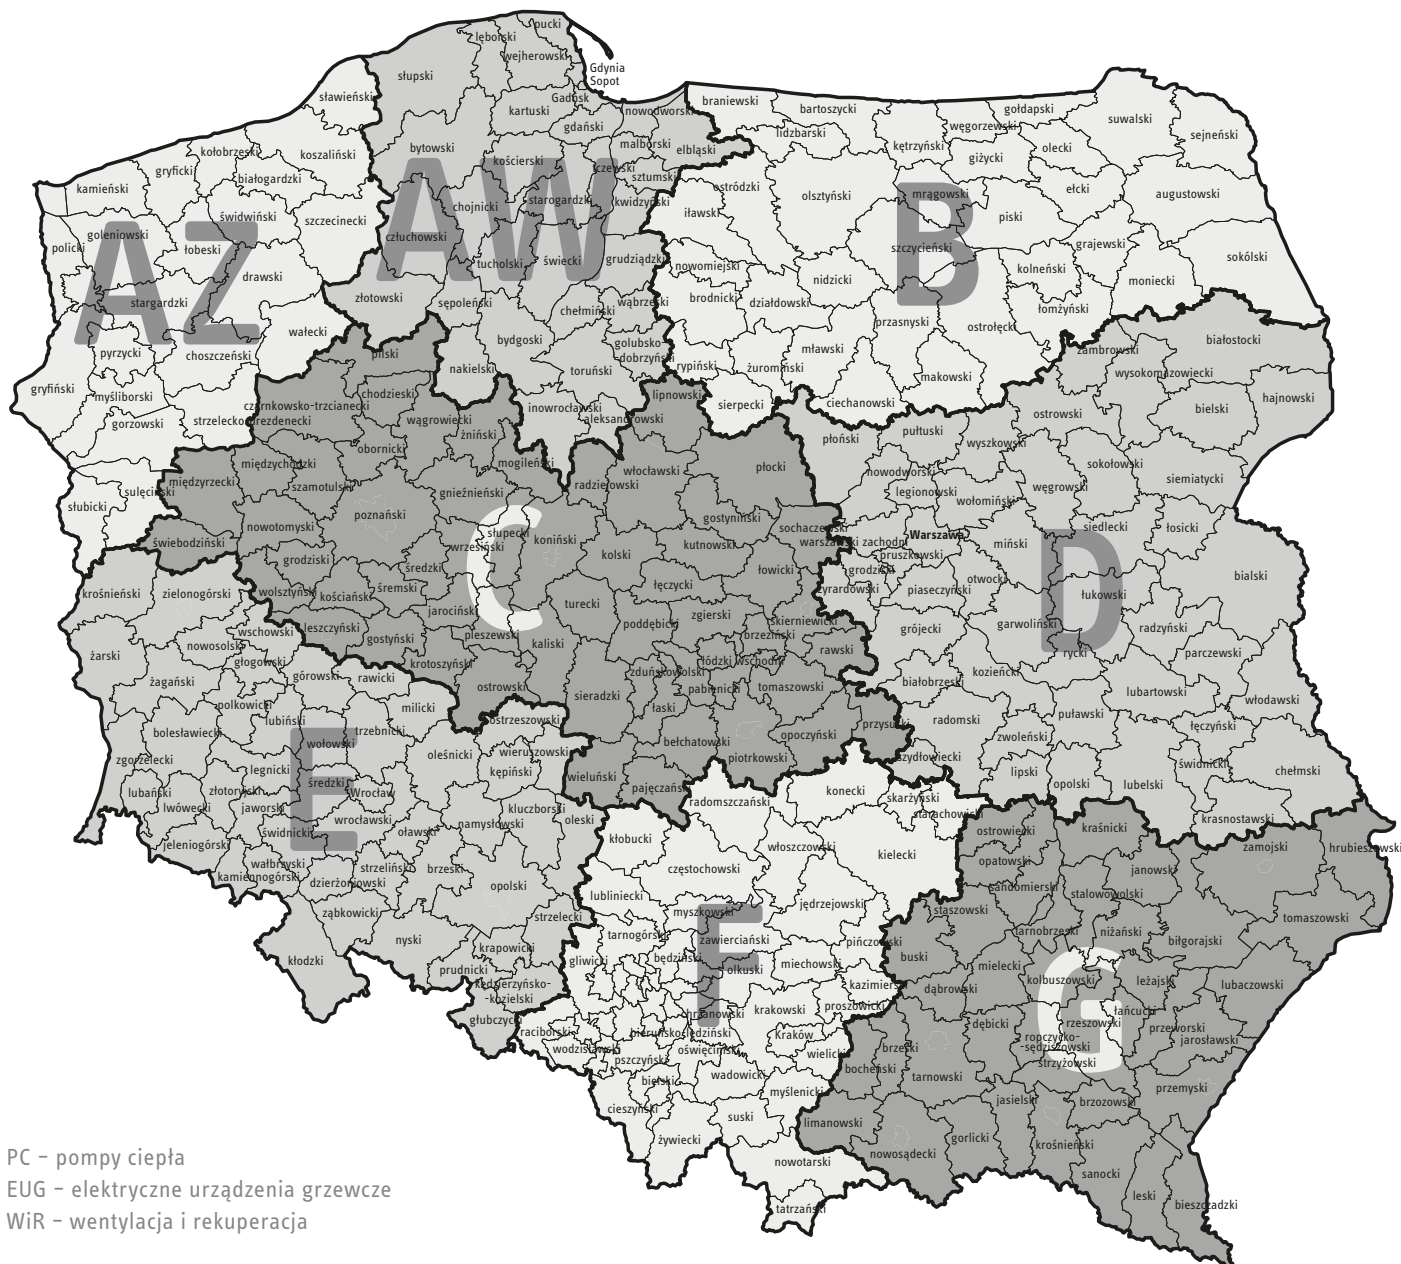 pucki
lęborski
wejherowski
słupski
Gdynia
Sopot
sławieński
Gadńsk
kartuski
nowodworski
gdański
braniewski
bartoszycki
gołdapski
węgorzewski
suwalski
sejneński
lidzbarski
kętrzyński
giżycki
olecki
kołobrzeski
koszaliński
bytowski
kościerski
malborski
elbląski
tczewski
sztumski
gryficki
białogardzki
kamieński
AZ
AW
B
chojnicki
starogardzki
kwidzyński
ostródzki
olsztyński
mrągowski
ełcki
augustowski
świdwiński
szczecinecki
iławski
piski
goleniowski
policki
łobeski
człuchowski
szczycieński
grajewski
sokólski
drawski
tucholski
świecki
grudziądzki
nowomiejski
nidzicki
kolneński
moniecki
stargardzki
złotowski
sępoleński
wąbrzeski
chełmiński
brodnicki
działdowski
łomżyński
wałecki
bydgoski
golubsko-
-dobrzyński
przasnyski
ostrołęcki
białostocki
pyrzycki
choszczeński
pilski
nakielski
toruński
rypiński
żuromiński
mławski
makowski
zambrowski
wysokomazowiecki
gryfiński
myśliborski
chodzieski
lipnowski
sierpecki
ciechanowski
hajnowski
czarnkowsko-trzcianecki
inowrocławski
aleksandrowski
ostrowski
bielski
gorzowski
strzelecko-drezdenecki
wągrowiecki
żniński
płoński
pułtuski
wyszkowski
obornicki
międzychodzki
mogileński
włocławski
płocki
nowodworski
sokołowski
siemiatycki
sulęciński
międzyrzecki
szamotulski
gnieźnieński
radziejowski
legionowski
wołomiński
węgrowski
słubicki
poznański
gostyniński
nowotomyski
C
słupecki
koniński
sochaczewski
siedlecki
łosicki
świebodziński
wrzesiński
kolski
kutnowski
warszawski zachodni
Warszawa
miński
D
grodziski
średzki
łęczycki
łowicki
pruszkowski
grodziski
otwocki
bialski
krośnieński
zielonogórski
wolsztyński
kościański
śremski
jarociński
turecki
żyrardowski
piaseczyński
łukowski
wschowski
leszczyński
gostyński
pleszewski
kaliski
poddębicki
zgierski
brzeziński
skierniewicki
grójecki
garwoliński
radzyński
żarski
nowosolski
głogowski
krotoszyński
rawski
rycki
parczewski
żagański
górowski
rawicki
ostrowski
zduńskowolski
łódzki wschodni
pabienicki
tomaszowski
białobrzeski
kozieńcki
lubartowski
włodawski
polkowicki
milicki
sieradzki
łaski
puławski
bolesławiecki
lubiński
trzebnicki
ostrzeszowski
bełchatowski
opoczyński
przysuski
radomski
zwoleński
łęczyński
E
wołowski
oleśnicki
wieruszowski
piotrkowski
szydłowiecki
zgorzelecki
legnicki
kępiński
wieluński
lipski
świdnicki
chełmski
lubański
złotoryjski
średzki
Wrocław
pajęczański
konecki
skarżyński
opolski
lubelski
lwówecki
jaworski
wrocławski
kluczborski
oleski
radomszczański
starachowicki
krasnostawski
świdnicki
oławski
namysłowski
kłobucki
włoszczowski
kielecki
ostrowiecki
kraśnicki
jeleniogórski
zamojski
hrubieszowski
wałbrzyski
kamiennogórski
strzeliński
brzeski
częstochowski
opatowski
janowski
dzierżoniowski
opolski
lubliniecki
jędrzejowski
sandomierski
stalowowolski
ząbkowicki
strzelecki
myszkowski
staszowski
tomaszowski
nyski
krapowicki
tarnogórski
zawierciański
F
pińczowski
tarnobrzeski
niżański
biłgorajski
kłodzki
prudnicki
gliwicki
będziński
olkuski
miechowski
buski
mielecki
G
kolbuszowski
leżajski
lubaczowski
kędzierzyńsko-
-kozielski
kazimierski
dąbrowski
głubczycki
raciborski
chrzanowski
krakowski
proszowicki
dębicki
rzeszowski
łańcucki
przeworski
jarosławski
bieruńsko-lędziński
Kraków
ropczycko-
-sędziszowski
wodzisławski
pszczyński
oświęcimski
wielicki
brzeski
strzyżowski
bielski
wadowicki
bocheński
tarnowski
przemyski
cieszyński
myślenicki
jasielski
brzozowski
suski
limanowski
PC – pompy ciepła
żywiecki
gorlicki
krośnieński
nowotarski
nowosądecki
sanocki
EUG – elektryczne urządzenia grzewcze
leski
bieszczadzki
WiR – wentylacja i rekuperacja
tatrzański